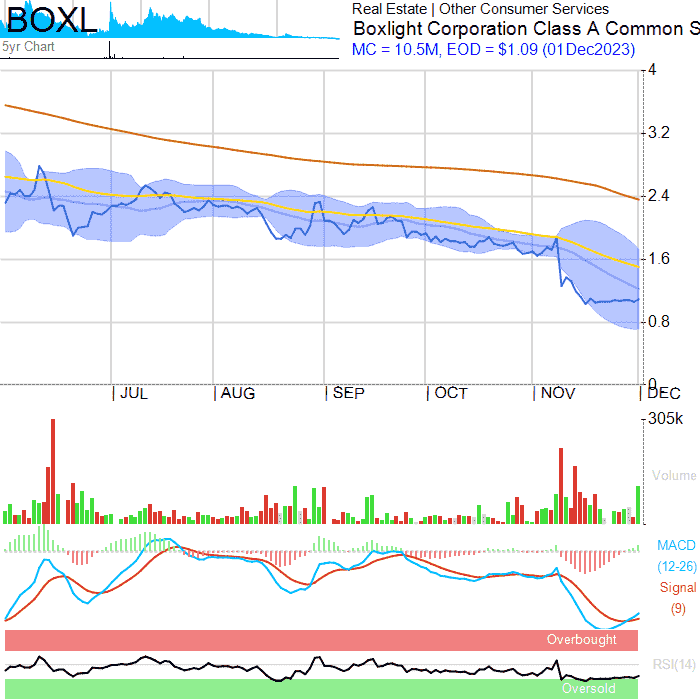 BOXL
5yr Chart
Real Estate | Other Consumer Services
Boxlight Corporation Class A Common S
MC = 10.5M, EOD = $1.09 (01Dec2023)
4
3.2
2.4
1.6
0.8
0
JUL AUG SEP OCT NOV DEC
305k
Volume
MACD
(12-26)
Signal
(9)
Overbought
RSI(14)
Oversold